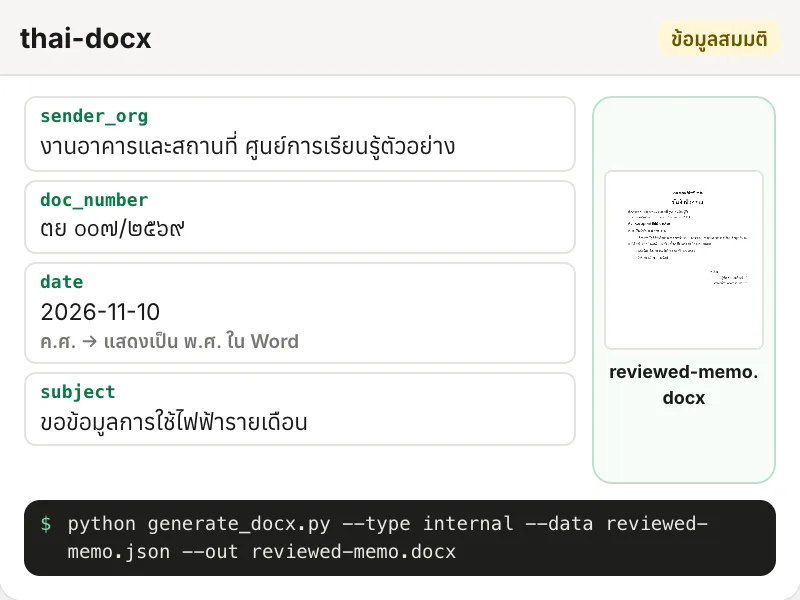 thai-docx
ข้อมูลสมมติ
sender_org
งานอาคารและสถานที่ ศูนย์การเรียนรู้ตัวอย่าง
doc_number
ตย ๐๐๗/๒๕๖๙
date
2026-11-10
ค.ศ. → แสดงเป็น พ.ศ. ใน Word
subject
ขอข้อมูลการใช้ไฟฟ้ารายเดือน
reviewed-memo.
docx
$ python generate_docx.py --type internal --data reviewed-
memo.json --out reviewed-memo.docx